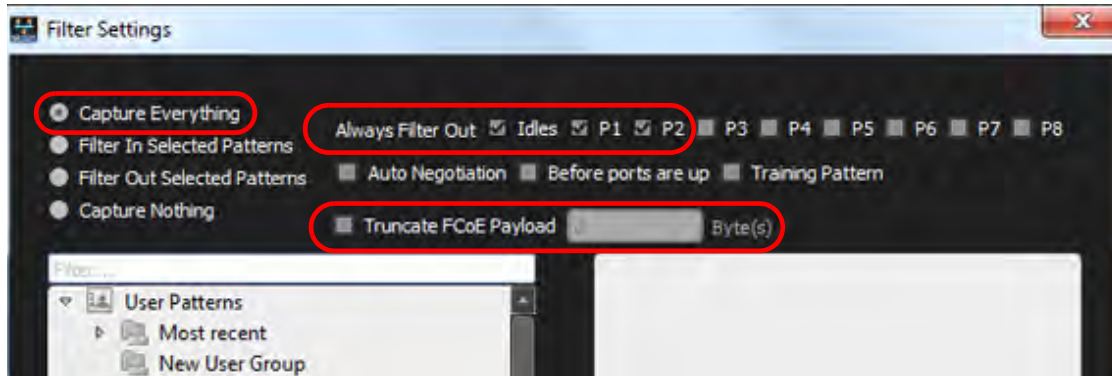 Filter Settings
Capture Everything
Filter In Selected Patterns
Filter Out Selected Patterns
Capture Nothing
Always Filter Out Idles P1 P2 P3 P4 P5 P6 P7 P8
Auto Negotiation Before ports are up Training Pattern
Truncate FCoE Payload Byte(s)
User Patterns
Most recent
New User Group